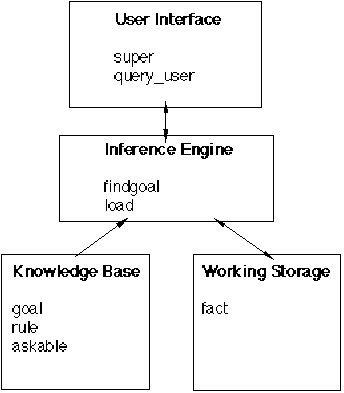 User Interface
super
query_user
Inference Engine
findgoal
load
Knowledge Base
goal
rule
askable
Working Storage
fact